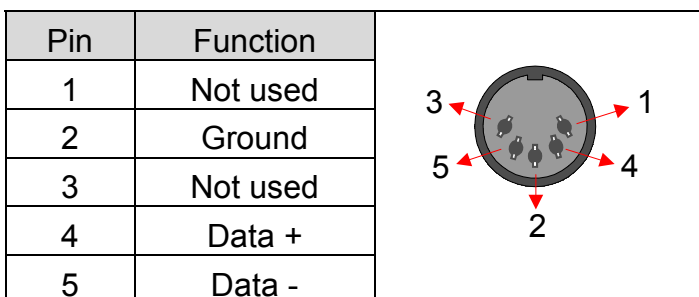 Pin Function
1 Not used
2 Ground
3 Not used
4 Data +
5 Data -
3 1
5 4
2